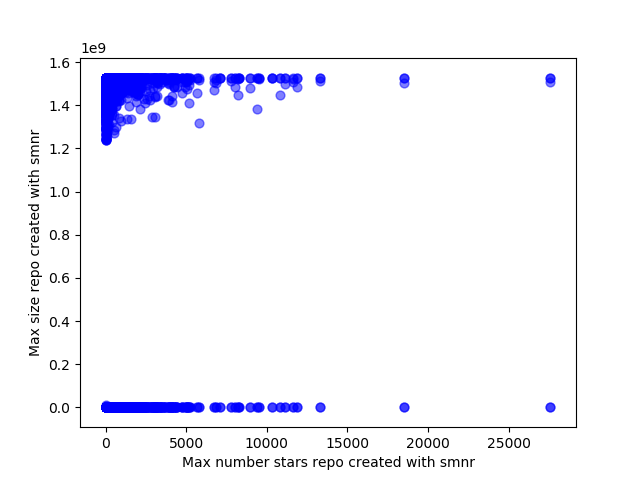 1e9
1.6
1.4
1.2
1.0
0.8
0.6
0.4
0.2
0.0
Max size repo created with smnr
0 5000 10000 15000 20000 25000
Max number stars repo created with smnr